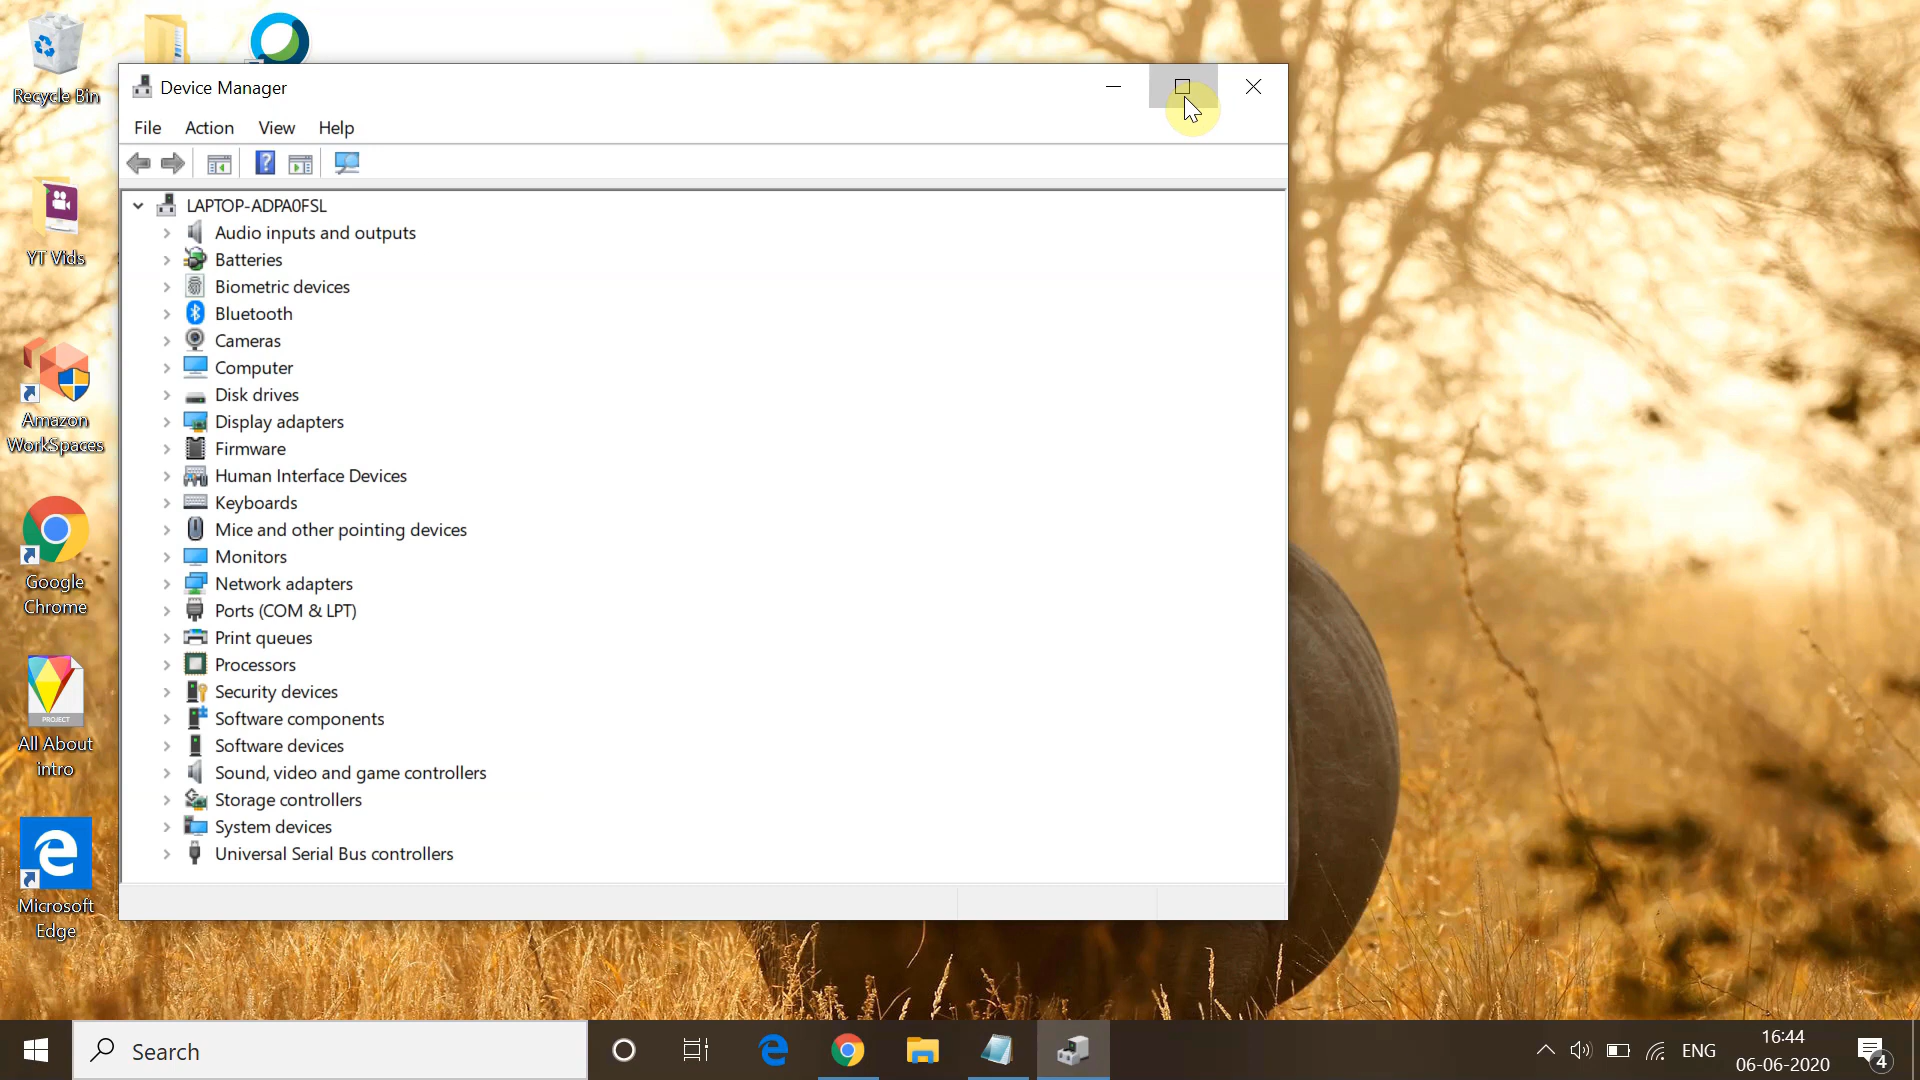 Recycle Bin
YT Vids
Amazon
WorkSpaces
Google
Chrome
PROJECT
All About
intro
Microsoft
Edge
Device Manager
File Action View Help
LAPTOP-ADPA0FSL
Audio inputs and outputs
Batteries
Biometric devices
Bluetooth
Cameras
Computer
Disk drives
Display adapters
Firmware
Human Interface Devices
Keyboards
Mice and other pointing devices
Monitors
Network adapters
Ports (COM & LPT)
Print queues
Processors
Security devices
Software components
Software devices
Sound, video and game controllers
Storage controllers
System devices
Universal Serial Bus controllers
Search
ENG
16:44
06-06-2020
4